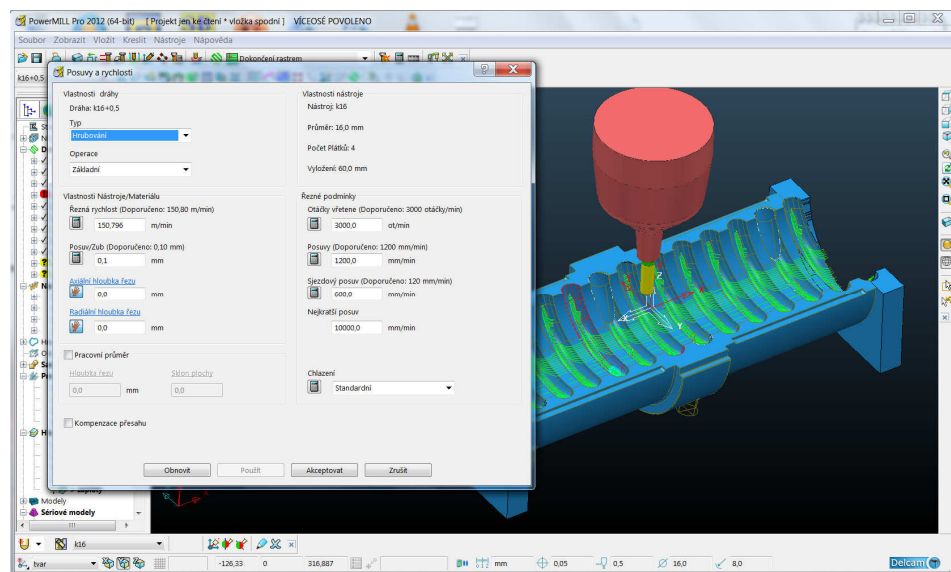 PowerMILL Pro 2012 (64-bit) [Projekt jen ke čtení * vložka spodni ] VÍCEOSÉ POVOLENO
Soubor Zobrazit Vložit Kreslit Nástroje Nápověda
Dokončení rastrem
k16+0,5
Posuvy a rychlosti
Vlastnosti dráhy
Dráha: k16+0,5
Typ
Hrubování
Operace
Základní
Vlastnosti nástroje
Nástroj: k16
Průměr: 16,0 mm
Počet Plátků: 4
Vyložení: 60,0 mm
Vlastnosti Nástroje/Materiálu
Řezná rychlost (Doporučeno: 150,80 m/min)
150,796 m/min
Posuv/Zub (Doporučeno: 0,10 mm)
0,1 mm
Axiální hloubka řezu
0,0 mm
Radiální hloubka řezu
0,0 mm
Řezné podmínky
Otáčky vřetene (Doporučeno: 3000 otáčky/min)
3000,0 ot/min
Posuvy (Doporučeno: 1200 mm/min)
1200,0 mm/min
Sjezdový posuv (Doporučeno: 120 mm/min)
600,0 mm/min
Nejkratší posuv
10000,0 mm/min
Pracovní průměr
Hloubka řezu Sklon plochy
0,0 mm 0,0
Chlazení
Standardní
Kompenzace přesahu
Obnovit Použít Akceptovat Zrušit
Modely
Sériové modely
k16
tvar -126,33 0 316,887 mm 0,05 0,5 16,0 8,0 Delcam
Z
X
Y